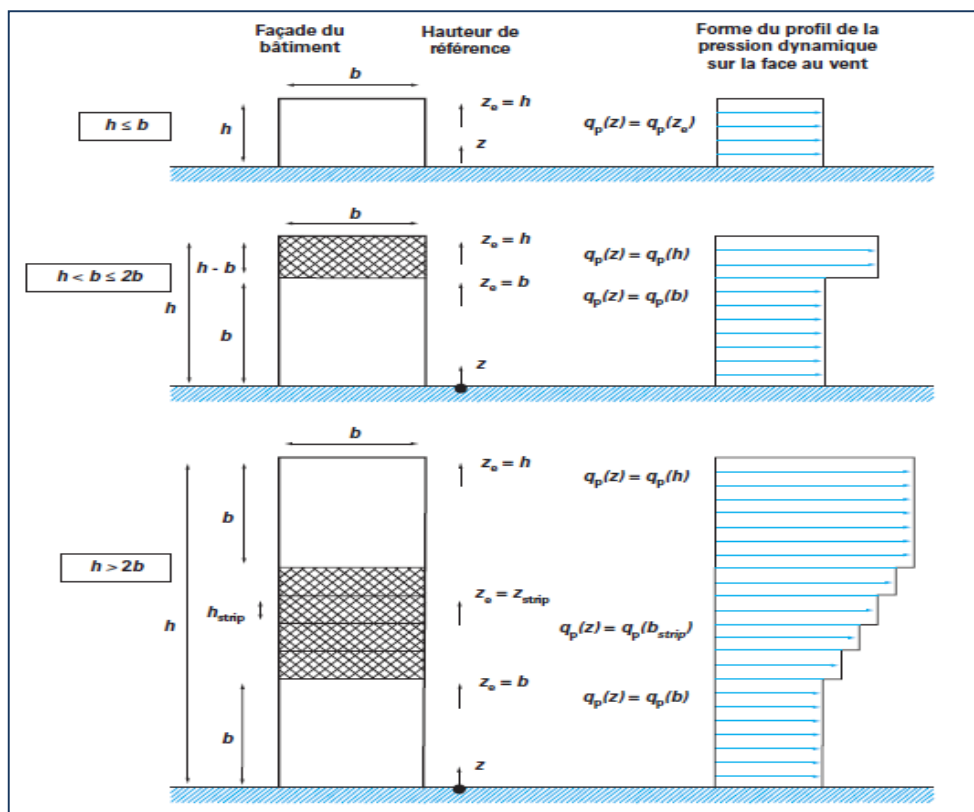 Façade du
bâtiment
Hauteur de
référence
Forme du profil de la
pression dynamique
sur la face au vent
b
h ≤ b
h
z_e = h
z
q_p(z) = q_p(z_e)
b
h < b ≤ 2b
h
h - b
b
z_e = h
z_e = b
z
q_p(z) = q_p(h)
q_p(z) = q_p(b)
b
h > 2b
h
b
h_strip
b
z_e = h
z_e = z_strip
z_e = b
z
q_p(z) = q_p(h)
q_p(z) = q_p(b_strip)
q_p(z) = q_p(b)